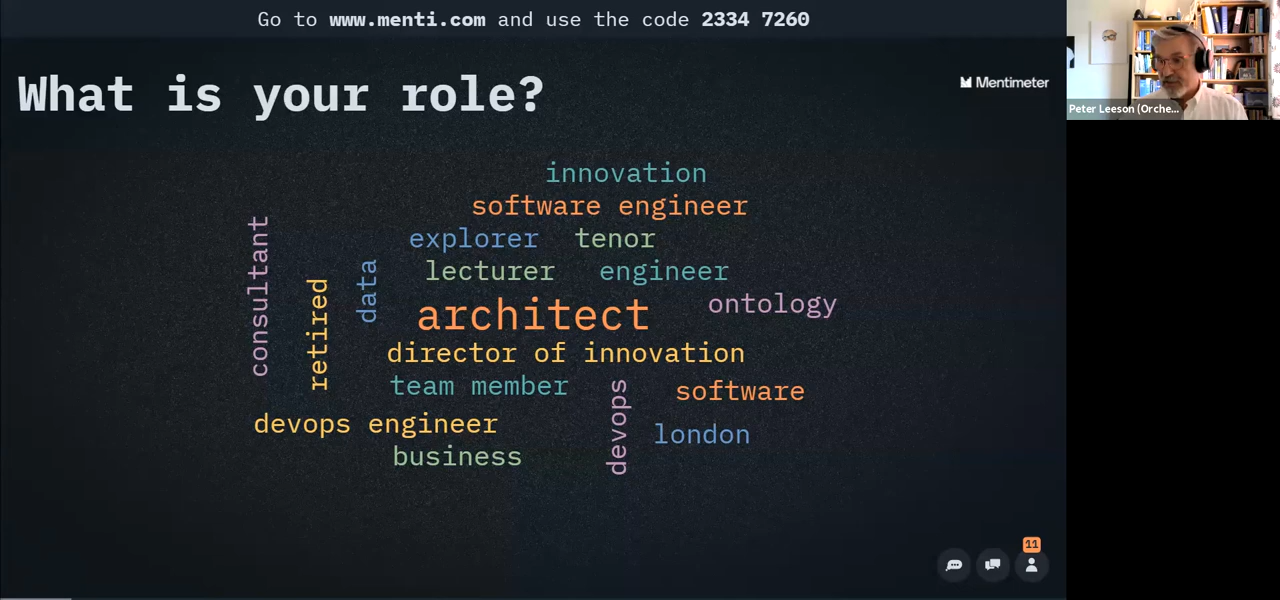 Go to www.menti.com and use the code 2334 7260
What is your role?
Mentimeter
Peter Leeson (Orche...
innovation
software engineer
explorer tenor
consultant
data
lecturer engineer
retired
architect
ontology
director of innovation
team member
devops
software
devops engineer
london
business
11